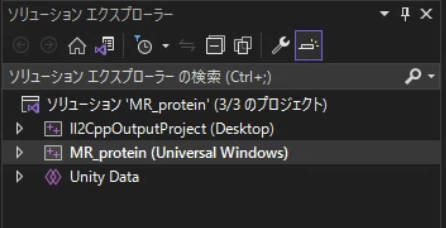 ソリューション エクスプローラー
ソリューション エクスプローラー の検索 (Ctrl+;)
ソリューション 'MR_protein' (3/3 のプロジェクト)
Il2CppOutputProject (Desktop)
MR_protein (Universal Windows)
Unity Data